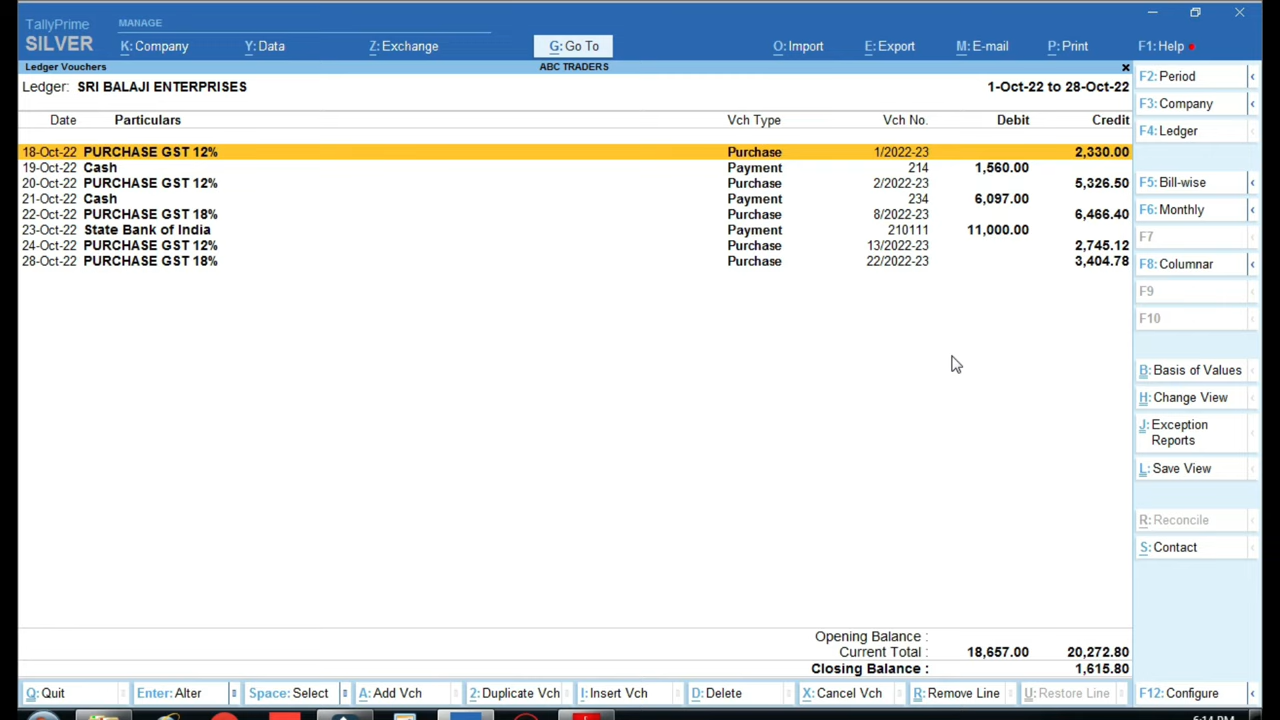 TallyPrime MANAGE
SILVER K: Company Y: Data Z: Exchange G: Go To O: Import E: Export M: E-mail P: Print F1: Help
Ledger Vouchers ABC TRADERS x
Ledger: SRI BALAJI ENTERPRISES 1-Oct-22 to 28-Oct-22
Date Particulars Vch Type Vch No. Debit Credit
18-Oct-22 PURCHASE GST 12% Purchase 1/2022-23 2,330.00
19-Oct-22 Cash Payment 214 1,560.00
20-Oct-22 PURCHASE GST 12% Purchase 2/2022-23 5,326.50
21-Oct-22 Cash Payment 234 6,097.00
22-Oct-22 PURCHASE GST 18% Purchase 8/2022-23 6,466.40
23-Oct-22 State Bank of India Payment 210111 11,000.00
24-Oct-22 PURCHASE GST 12% Purchase 13/2022-23 2,745.12
28-Oct-22 PURCHASE GST 18% Purchase 22/2022-23 3,404.78
Opening Balance :
Current Total : 18,657.00 20,272.80
Closing Balance : 1,615.80
F2: Period
F3: Company
F4: Ledger
F5: Bill-wise
F6: Monthly
F7
F8: Columnar
F9
F10
B: Basis of Values
H: Change View
J: Exception
Reports
L: Save View
R: Reconcile
S: Contact
Q: Quit Enter: Alter Space: Select A: Add Vch 2: Duplicate Vch I: Insert Vch D: Delete X: Cancel Vch R: Remove Line U: Restore Line F12: Configure
6:14 PM